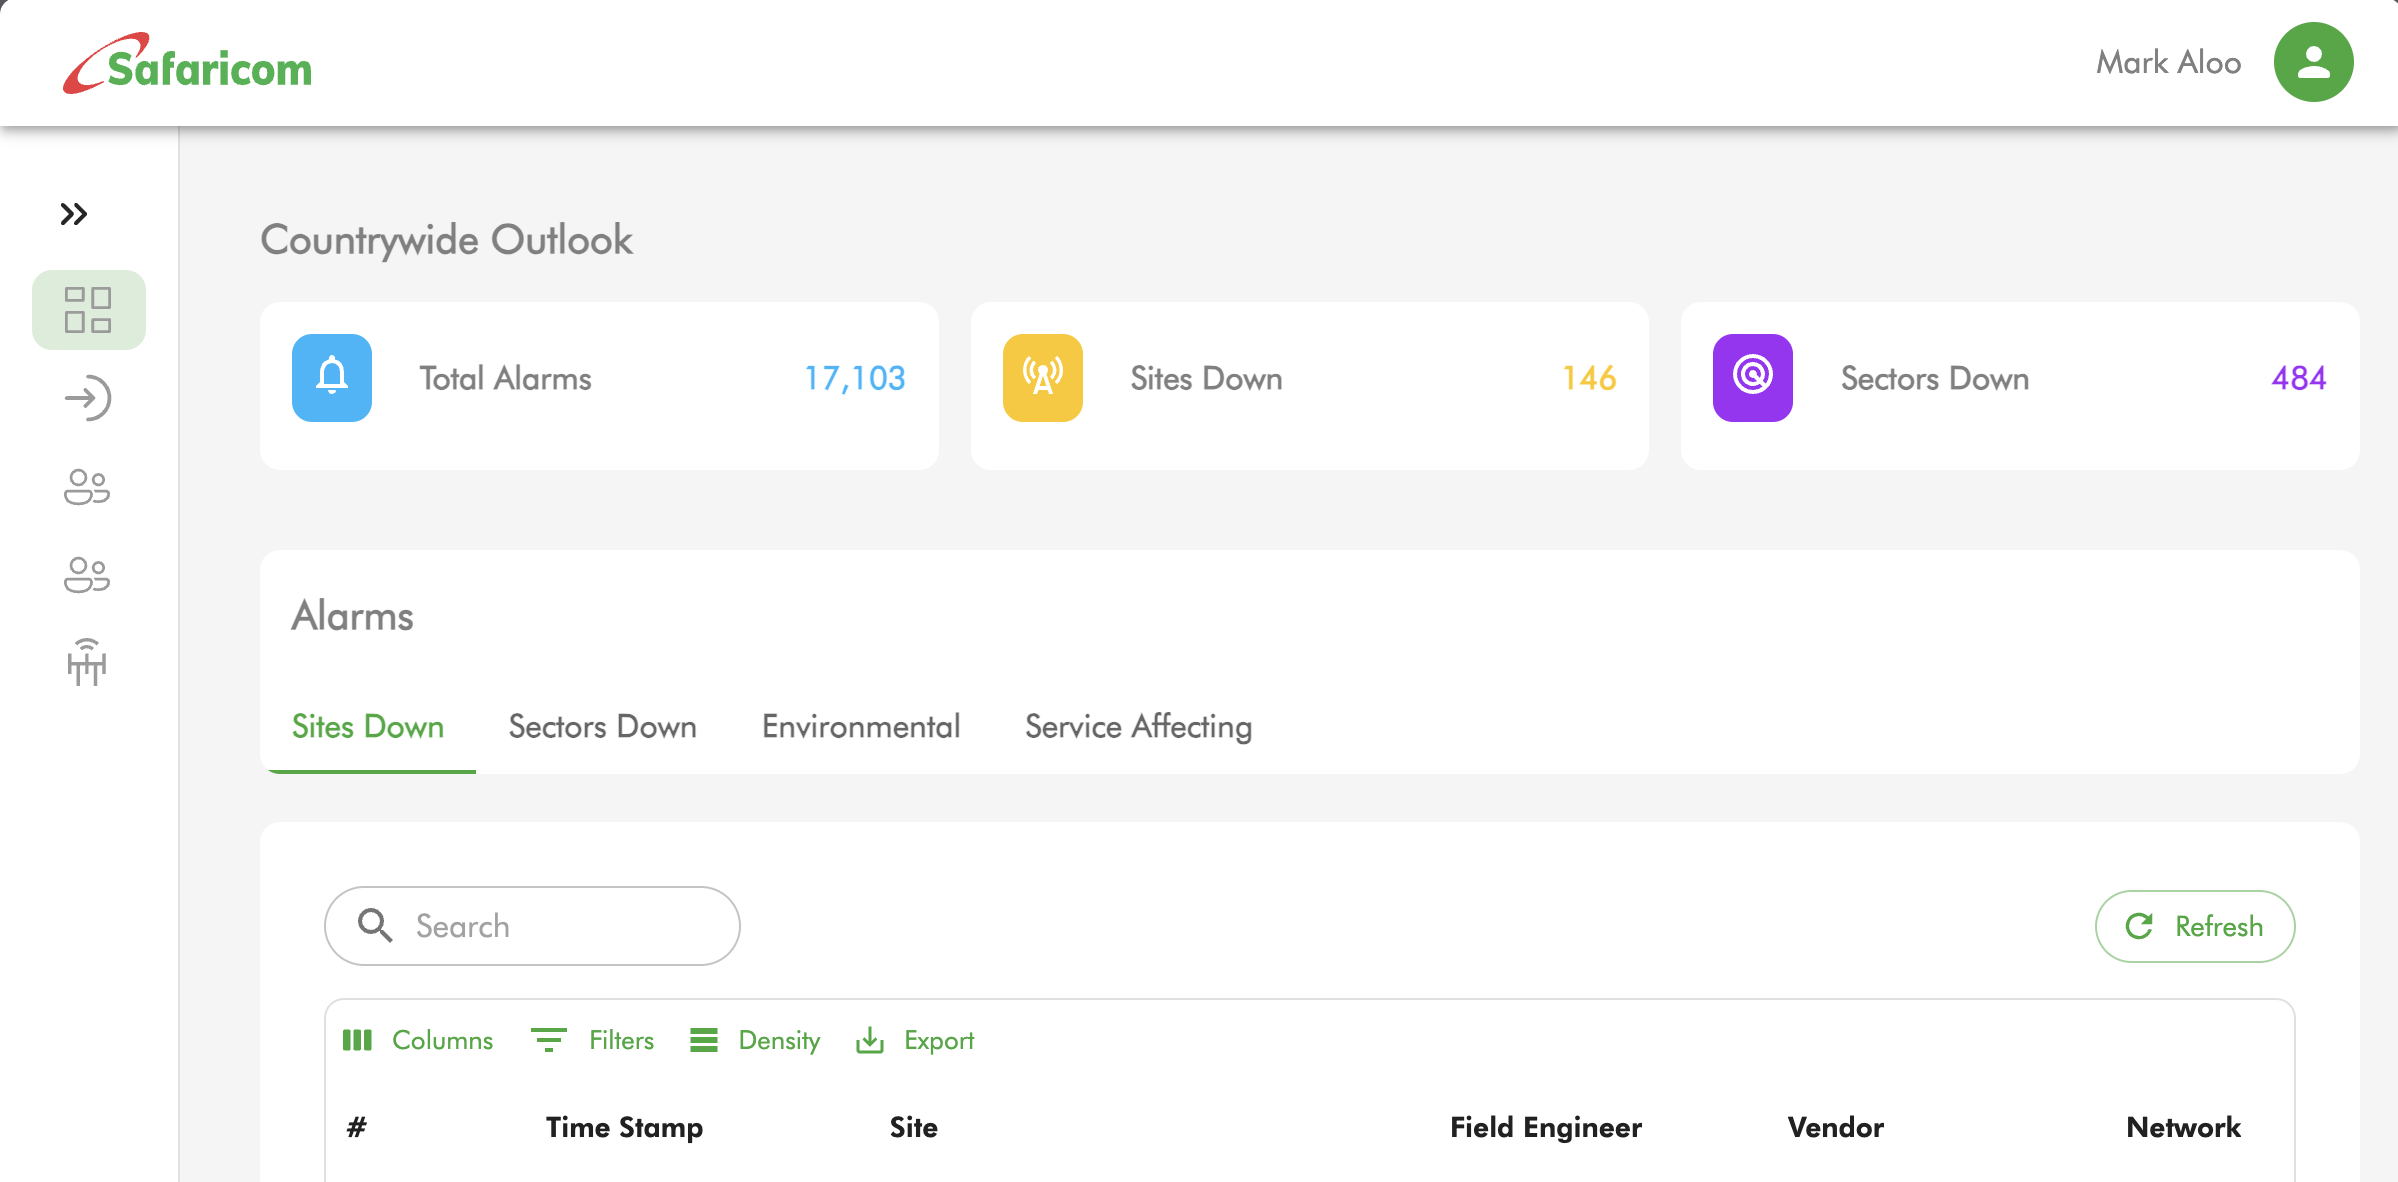 Safaricom
Mark Aloo
Countrywide Outlook
Total Alarms 17,103
Sites Down 146
Sectors Down 484
Alarms
Sites Down Sectors Down Environmental Service Affecting
Search
Refresh
Columns Filters Density Export
# Time Stamp Site Field Engineer Vendor Network